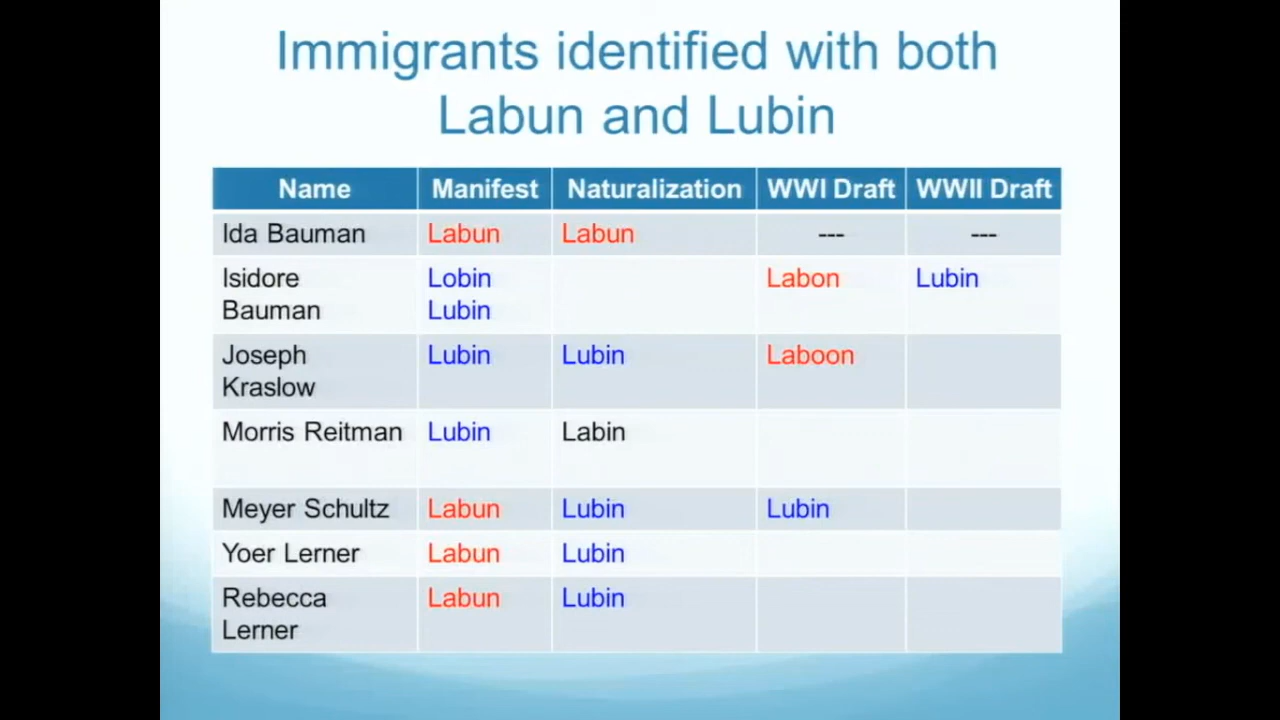 Immigrants identified with both
Labun and Lubin
Name Manifest Naturalization WWI Draft WWII Draft
Ida Bauman Labun Labun --- ---
Isidore Lobin Labon Lubin
Bauman Lubin
Joseph Lubin Lubin Laboon
Kraslow
Morris Reitman Lubin Labin
Meyer Schultz Labun Lubin Lubin
Yoer Lerner Labun Lubin
Rebecca Labun Lubin
Lerner